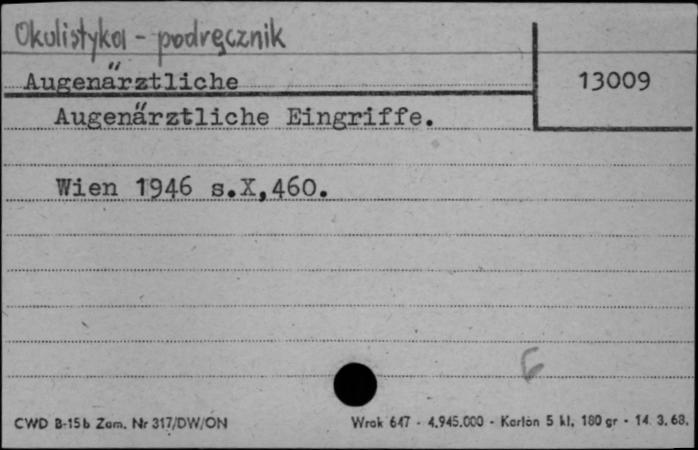 Okulistyka - podręcznik
Augenärztliche
13009
Augenärztliche Eingriffe.
Wien 1946 s.X,460.
6
CWD B-15b Zam. Nr 317/DW/ON
Wrak 647 - 4.945.000 - Karton 5 kl. 180 gr - 14. 3. 68.